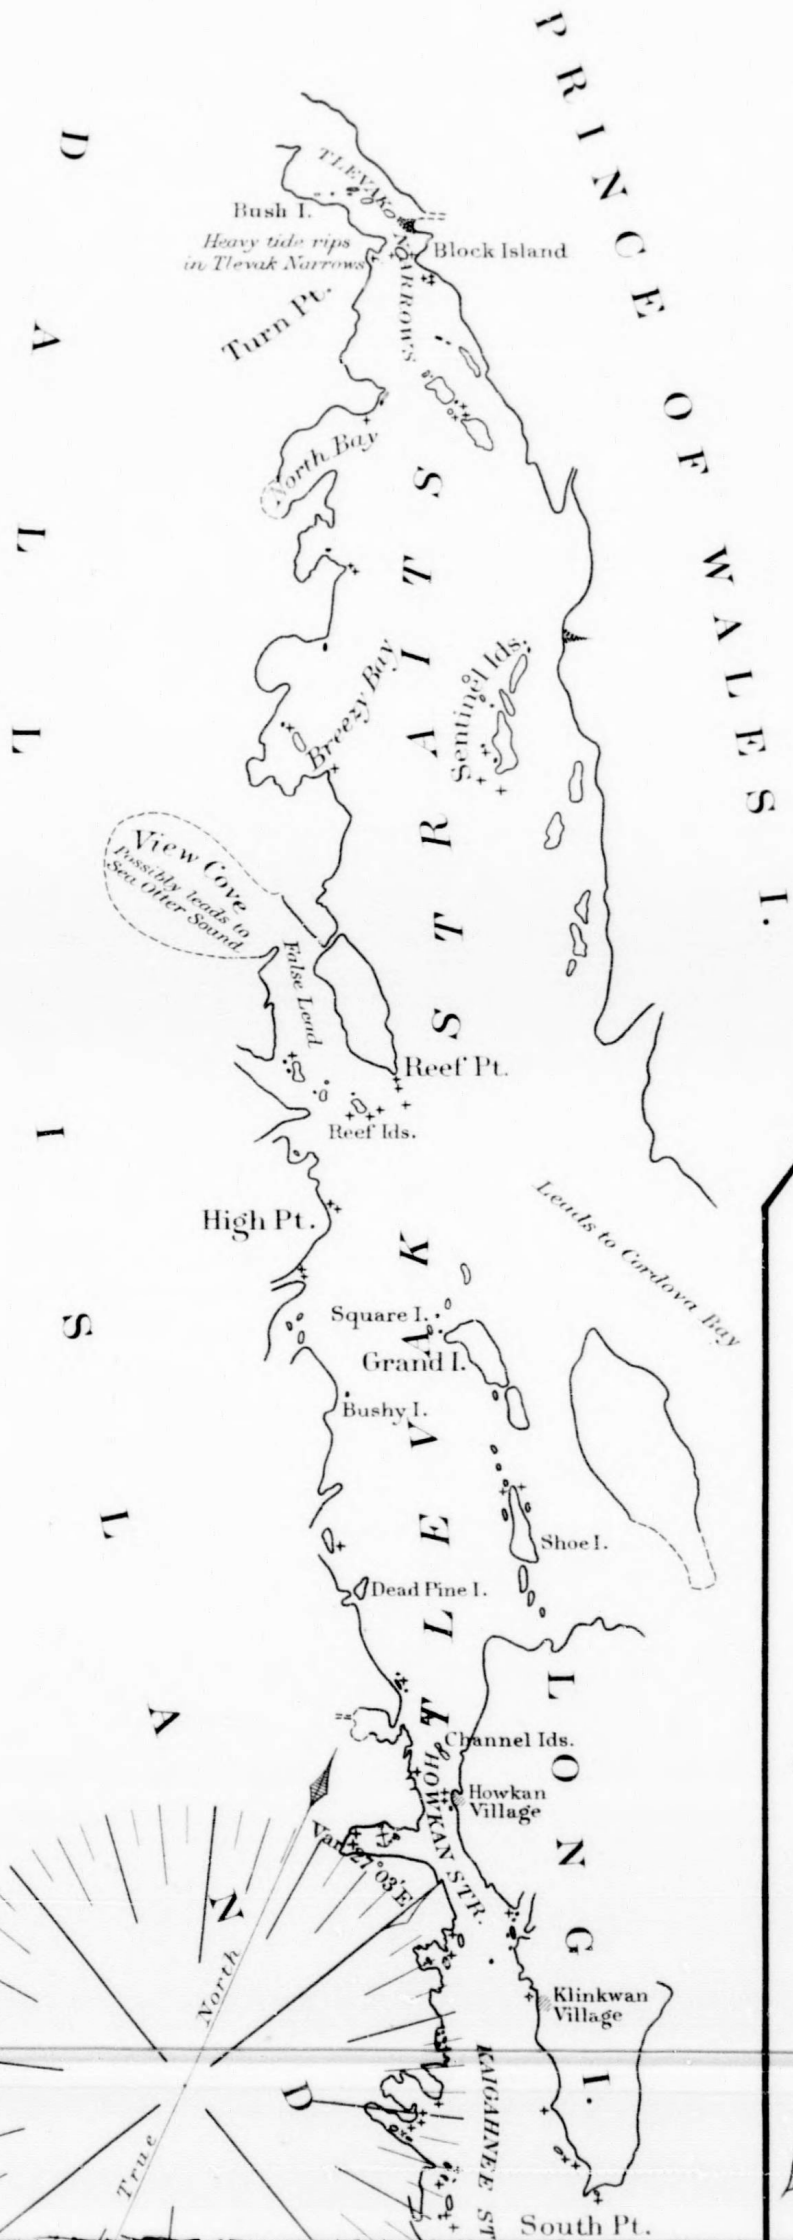 PRINCE OF WALES I.
DALL ISLAND
TLEVAK NARROWS
Bush I.
Heavy tide rips
in Tlevak Narrows
Block Island
Turn Pt.
North Bay
TLEVAK STRAITS
Sentinel Ids.
Breezy Bay
View Cove
Possibly leads to
Sea Otter Sound
False Lead
Reef Pt.
Reef Ids.
Leads to Cordova Bay
High Pt.
Square I.
Grand I.
Bushy I.
Shoe I.
Dead Pine I.
LONG I.
Channel Ids.
Howkan
Village
HOWKAN STR.
Var. 27°03'E
True North
Klinkwan
Village
KAIGAHNEE ST
South Pt.